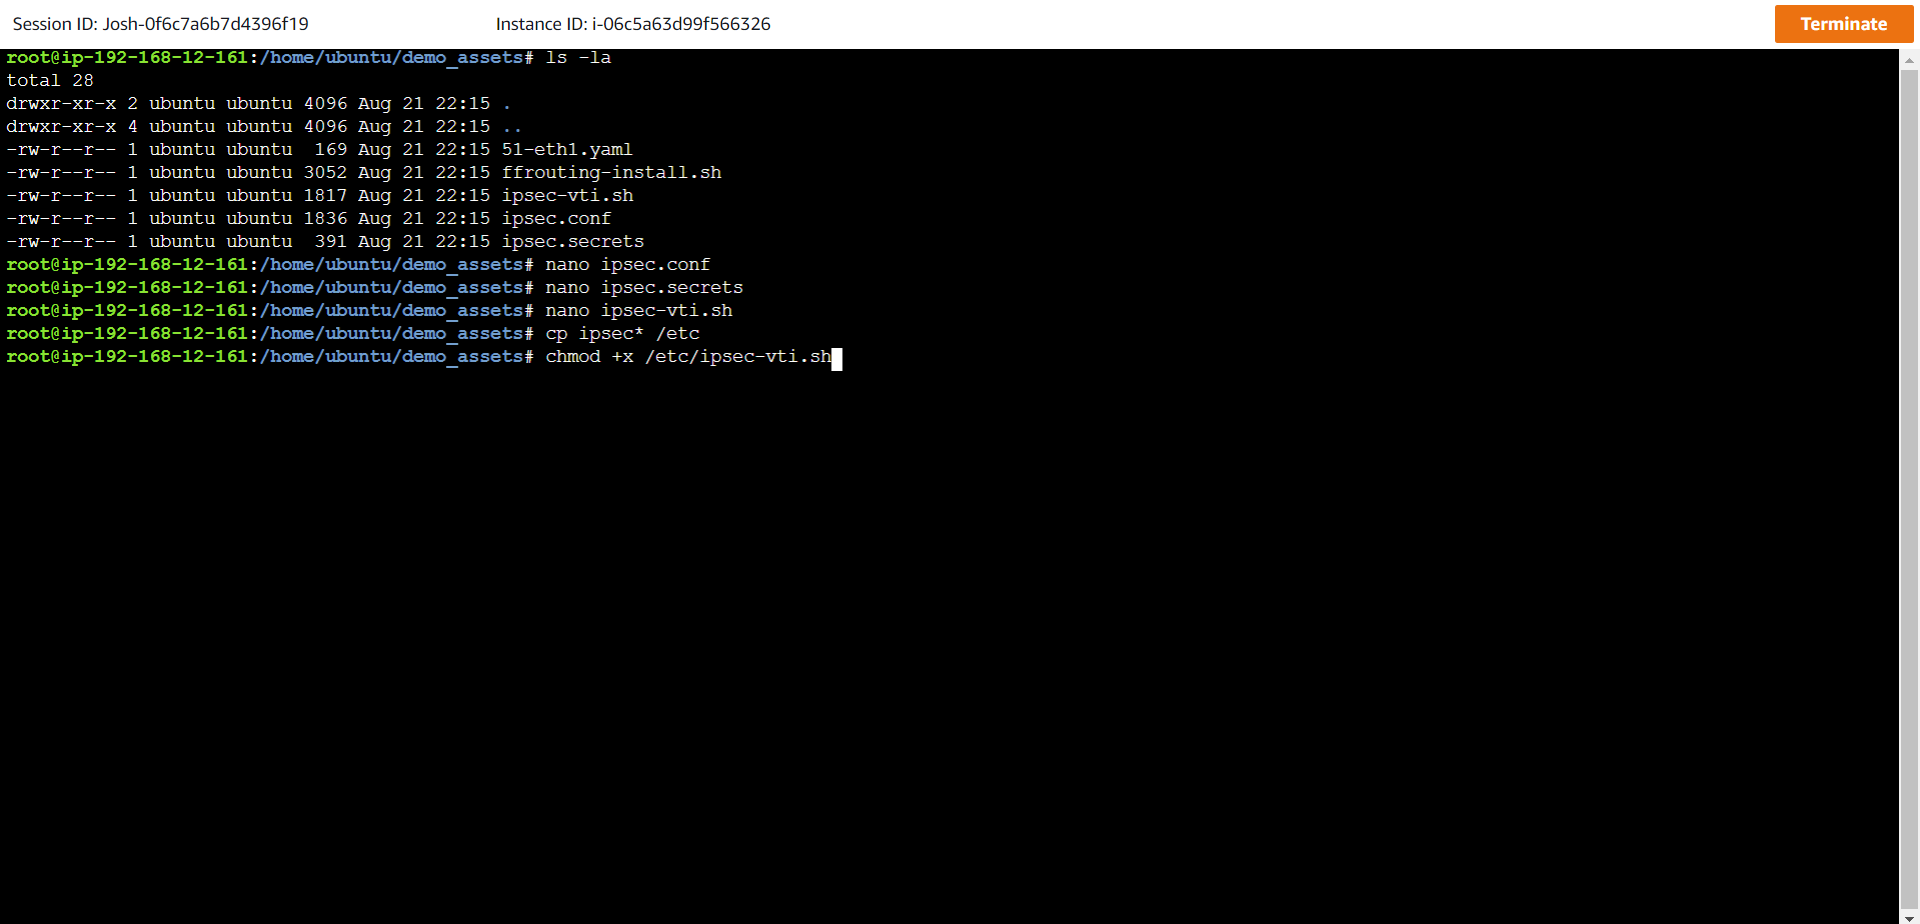 Session ID: Josh-0f6c7a6b7d4396f19 Instance ID: i-06c5a63d99f566326 Terminate
root@ip-192-168-12-161:/home/ubuntu/demo_assets# ls -la
total 28
drwxr-xr-x 2 ubuntu ubuntu 4096 Aug 21 22:15 .
drwxr-xr-x 4 ubuntu ubuntu 4096 Aug 21 22:15 ..
-rw-r--r-- 1 ubuntu ubuntu  169 Aug 21 22:15 51-eth1.yaml
-rw-r--r-- 1 ubuntu ubuntu 3052 Aug 21 22:15 ffrouting-install.sh
-rw-r--r-- 1 ubuntu ubuntu 1817 Aug 21 22:15 ipsec-vti.sh
-rw-r--r-- 1 ubuntu ubuntu 1836 Aug 21 22:15 ipsec.conf
-rw-r--r-- 1 ubuntu ubuntu  391 Aug 21 22:15 ipsec.secrets
root@ip-192-168-12-161:/home/ubuntu/demo_assets# nano ipsec.conf
root@ip-192-168-12-161:/home/ubuntu/demo_assets# nano ipsec.secrets
root@ip-192-168-12-161:/home/ubuntu/demo_assets# nano ipsec-vti.sh
root@ip-192-168-12-161:/home/ubuntu/demo_assets# cp ipsec* /etc
root@ip-192-168-12-161:/home/ubuntu/demo_assets# chmod +x /etc/ipsec-vti.sh